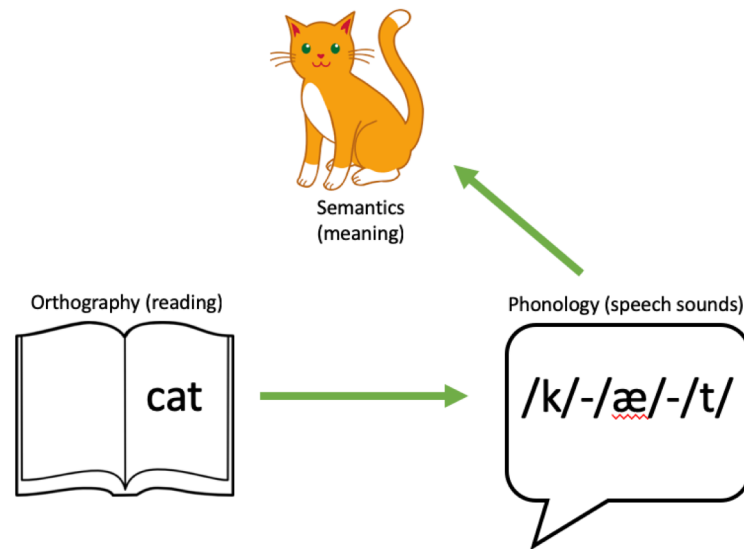 Semantics
(meaning)
Orthography (reading)
cat
Phonology (speech sounds)
/k/-/æ/-/t/